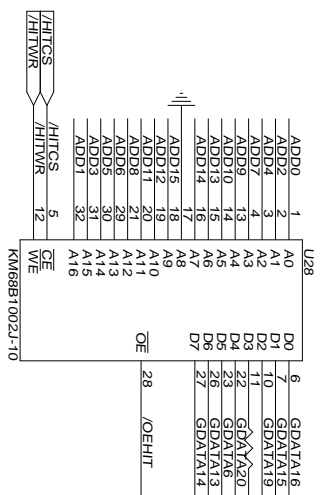 U28
ADD0 1 A0 D0 6 GDATA16
ADD2 2 A1 D1 7 GDATA15
ADD4 3 A2 D2 10 GDATA19
ADD7 4 A3 D3 11
ADD9 13 A4 D4 22 GDATA20
ADD10 14 A5 D5 23 GDATA6
ADD13 15 A6 D6 26 GDATA13
ADD14 16 A7 D7 27 GDATA14
17 A8
ADD15 18 A9
ADD12 19 A10
ADD11 20 A11 OE 28 /OEHIT
ADD8 21 A12
ADD6 29 A13
ADD5 30 A14
ADD3 31 A15
ADD1 32 A16
/HITCS /HITCS 5 CE
/HITWR /HITWR 12 WE
KM68B1002J-10